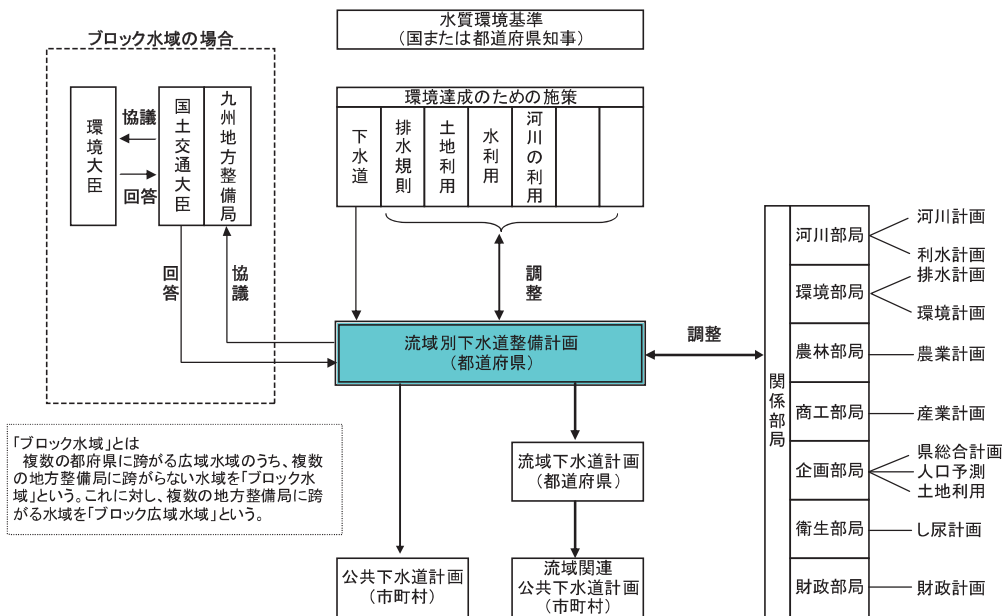 水質環境基準
（国または都道府県知事）
ブロック水域の場合
環境大臣
協議
回答
国土交通大臣
九州地方整備局
回答
協議
環境達成のための施策
下水道
排水規則
土地利用
水利用
河川の利用
調整
流域別下水道整備計画
（都道府県）
調整
関係部局
河川部局
河川計画
利水計画
環境部局
排水計画
環境計画
農林部局
農業計画
商工部局
産業計画
企画部局
県総合計画
人口予測
土地利用
衛生部局
し尿計画
財政部局
財政計画
「ブロック水域」とは
複数の都府県に跨がる広域水域のうち、複数
の地方整備局に跨がらない水域を「ブロック水
域」という。これに対し、複数の地方整備局に跨
がる水域を「ブロック広域水域」という。
流域下水道計画
（都道府県）
公共下水道計画
（市町村）
流域関連
公共下水道計画
（市町村）